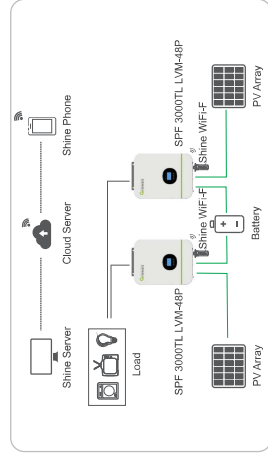 Shine Server
Cloud Server
Shine Phone
Load
SPF 3000TL LVM-48P
Shine WiFi-F
SPF 3000TL LVM-48P
Shine WiFi-F
PV Array
Battery
PV Array